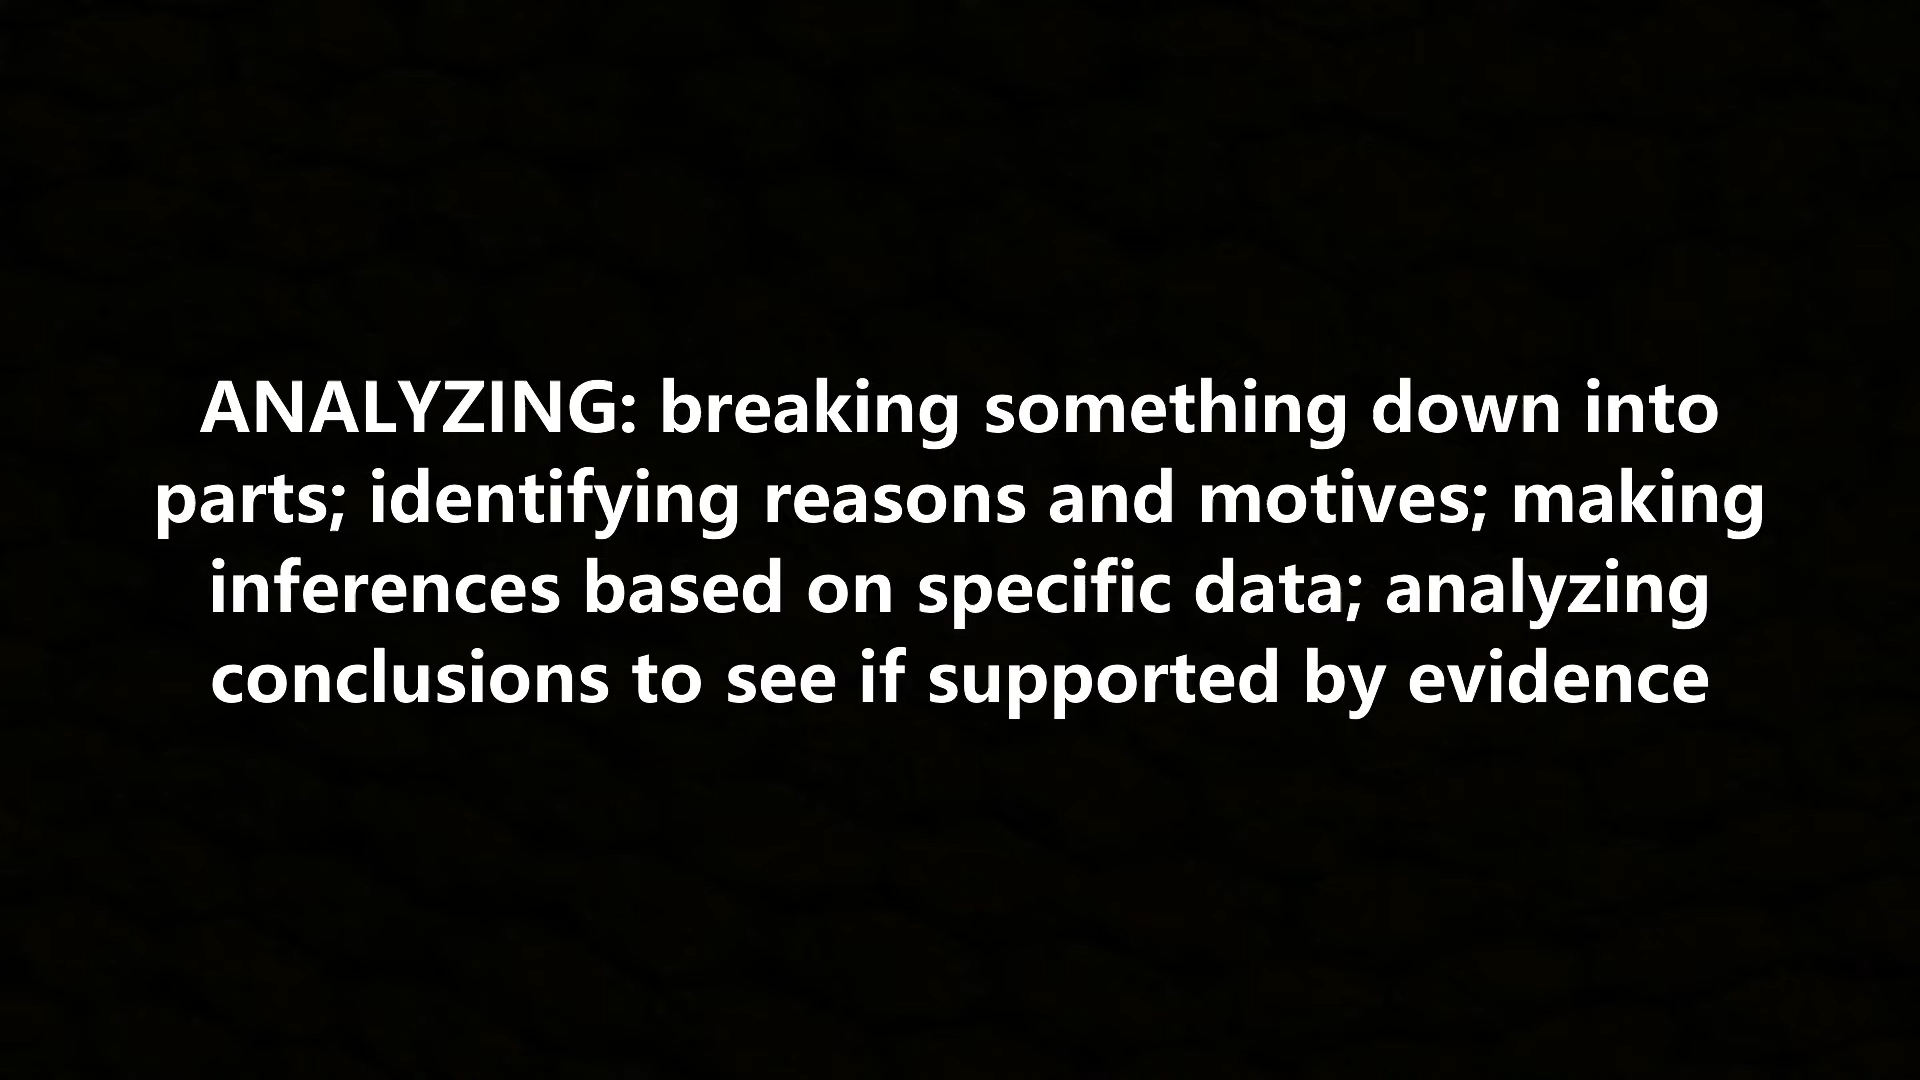 ANALYZING: breaking something down into
parts; identifying reasons and motives; making
inferences based on specific data; analyzing
conclusions to see if supported by evidence